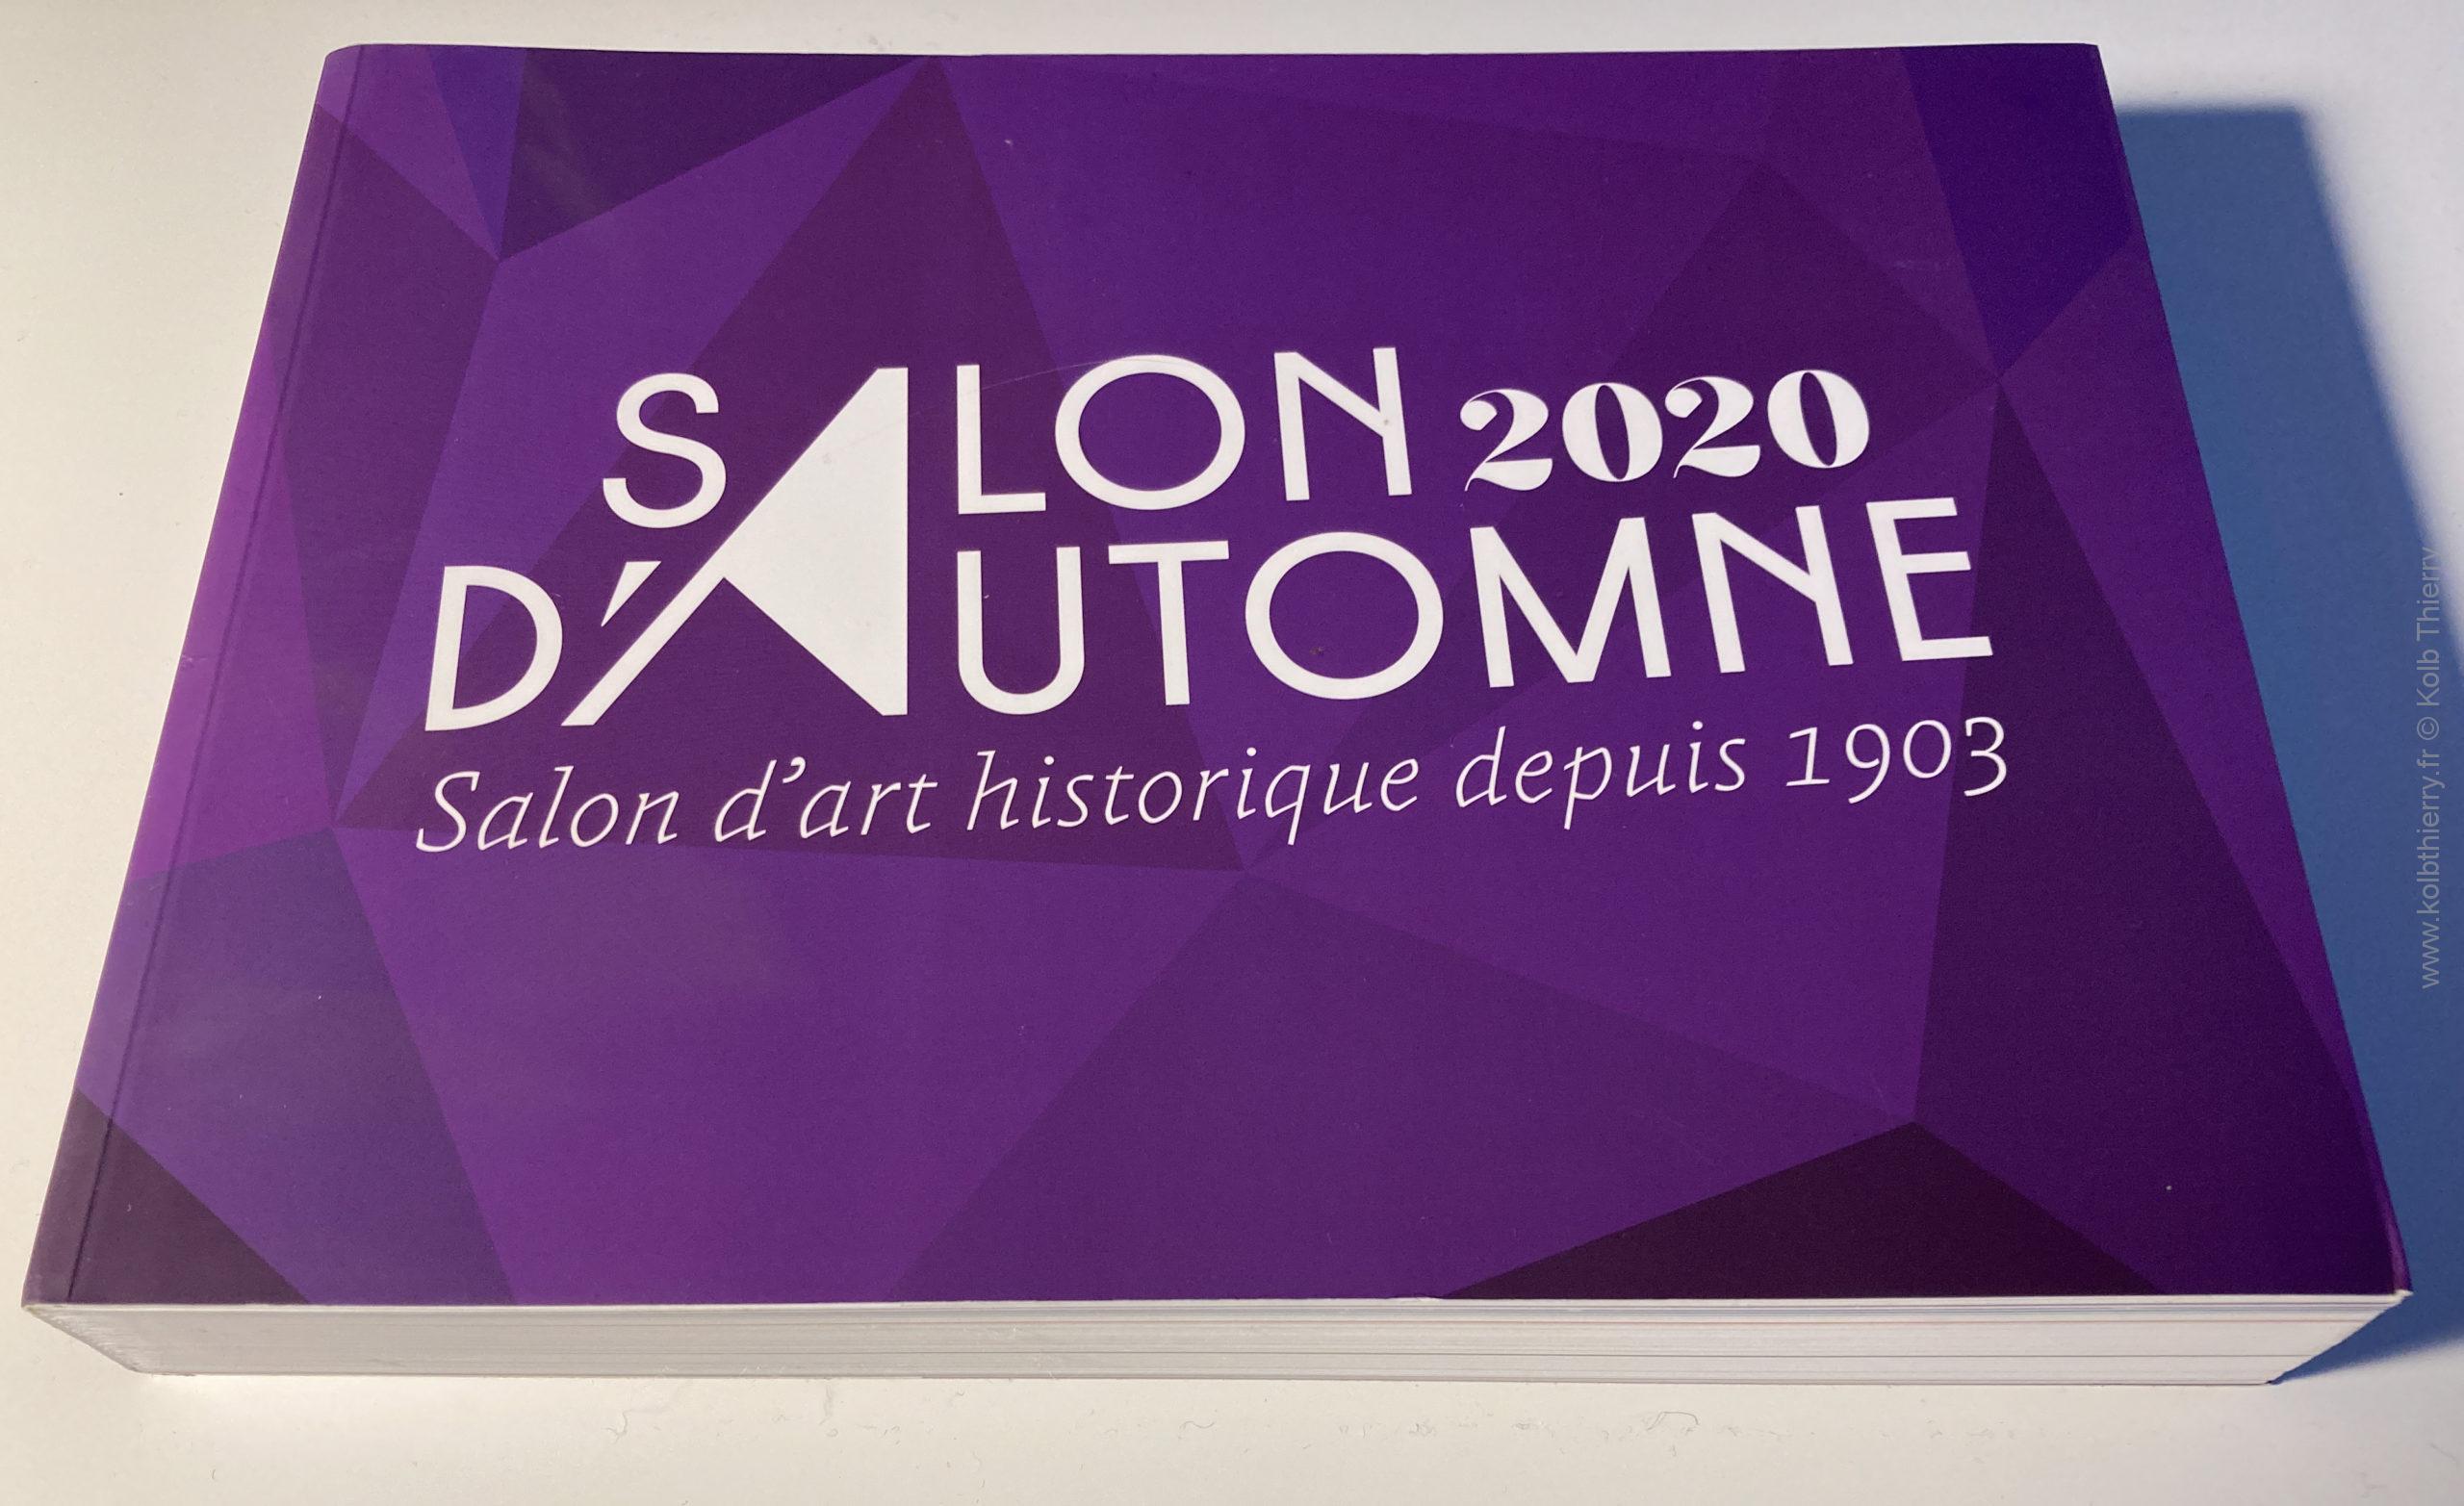 SALON 2020
D'AUTOMNE
Salon d'art historique depuis 1903
www.kolbthierry.fr © Kolb Thierry